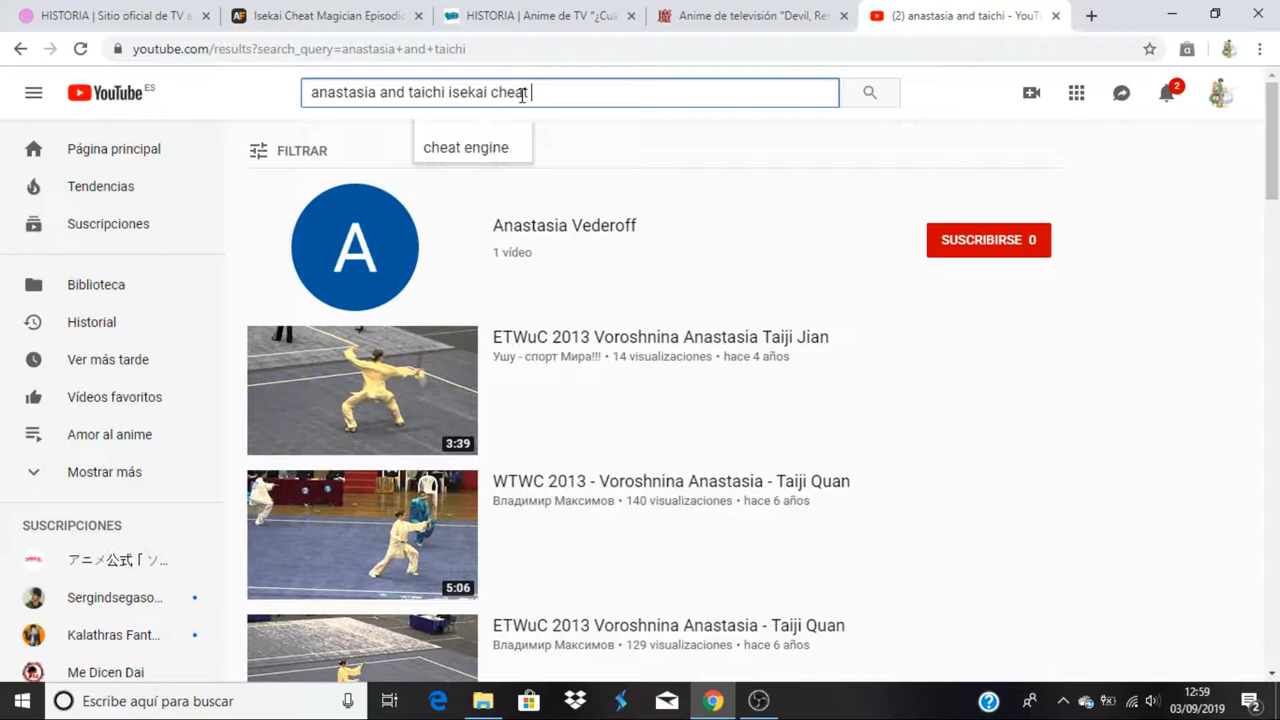 HISTORIA | Sitio oficial de TV a
Isekai Cheat Magician Episodio
HISTORIA | Anime de TV "¿Cuá
Anime de televisión "Devil, Ren
(2) anastasia and taichi - YouTu
youtube.com/results?search_query=anastasia+and+taichi
YouTube ES
anastasia and taichi isekai cheat
2
cheat engine
FILTRAR
Página principal
Tendencias
Suscripciones
Biblioteca
Historial
Ver más tarde
Vídeos favoritos
Amor al anime
Mostrar más
SUSCRIPCIONES
アニメ公式「ソ...
Sergindsegaso...
Kalathras Fant...
Me Dicen Dai
A
Anastasia Vederoff
1 vídeo
SUSCRIBIRSE 0
ETWuC 2013 Voroshnina Anastasia Taiji Jian
Ушу - спорт Мира!!! • 14 visualizaciones • hace 4 años
3:39
WTWC 2013 - Voroshnina Anastasia - Taiji Quan
Владимир Максимов • 140 visualizaciones • hace 6 años
5:06
ETWuC 2013 Voroshnina Anastasia - Taiji Quan
Владимир Максимов • 129 visualizaciones • hace 6 años
Escribe aquí para buscar
12:59
03/09/2019
2